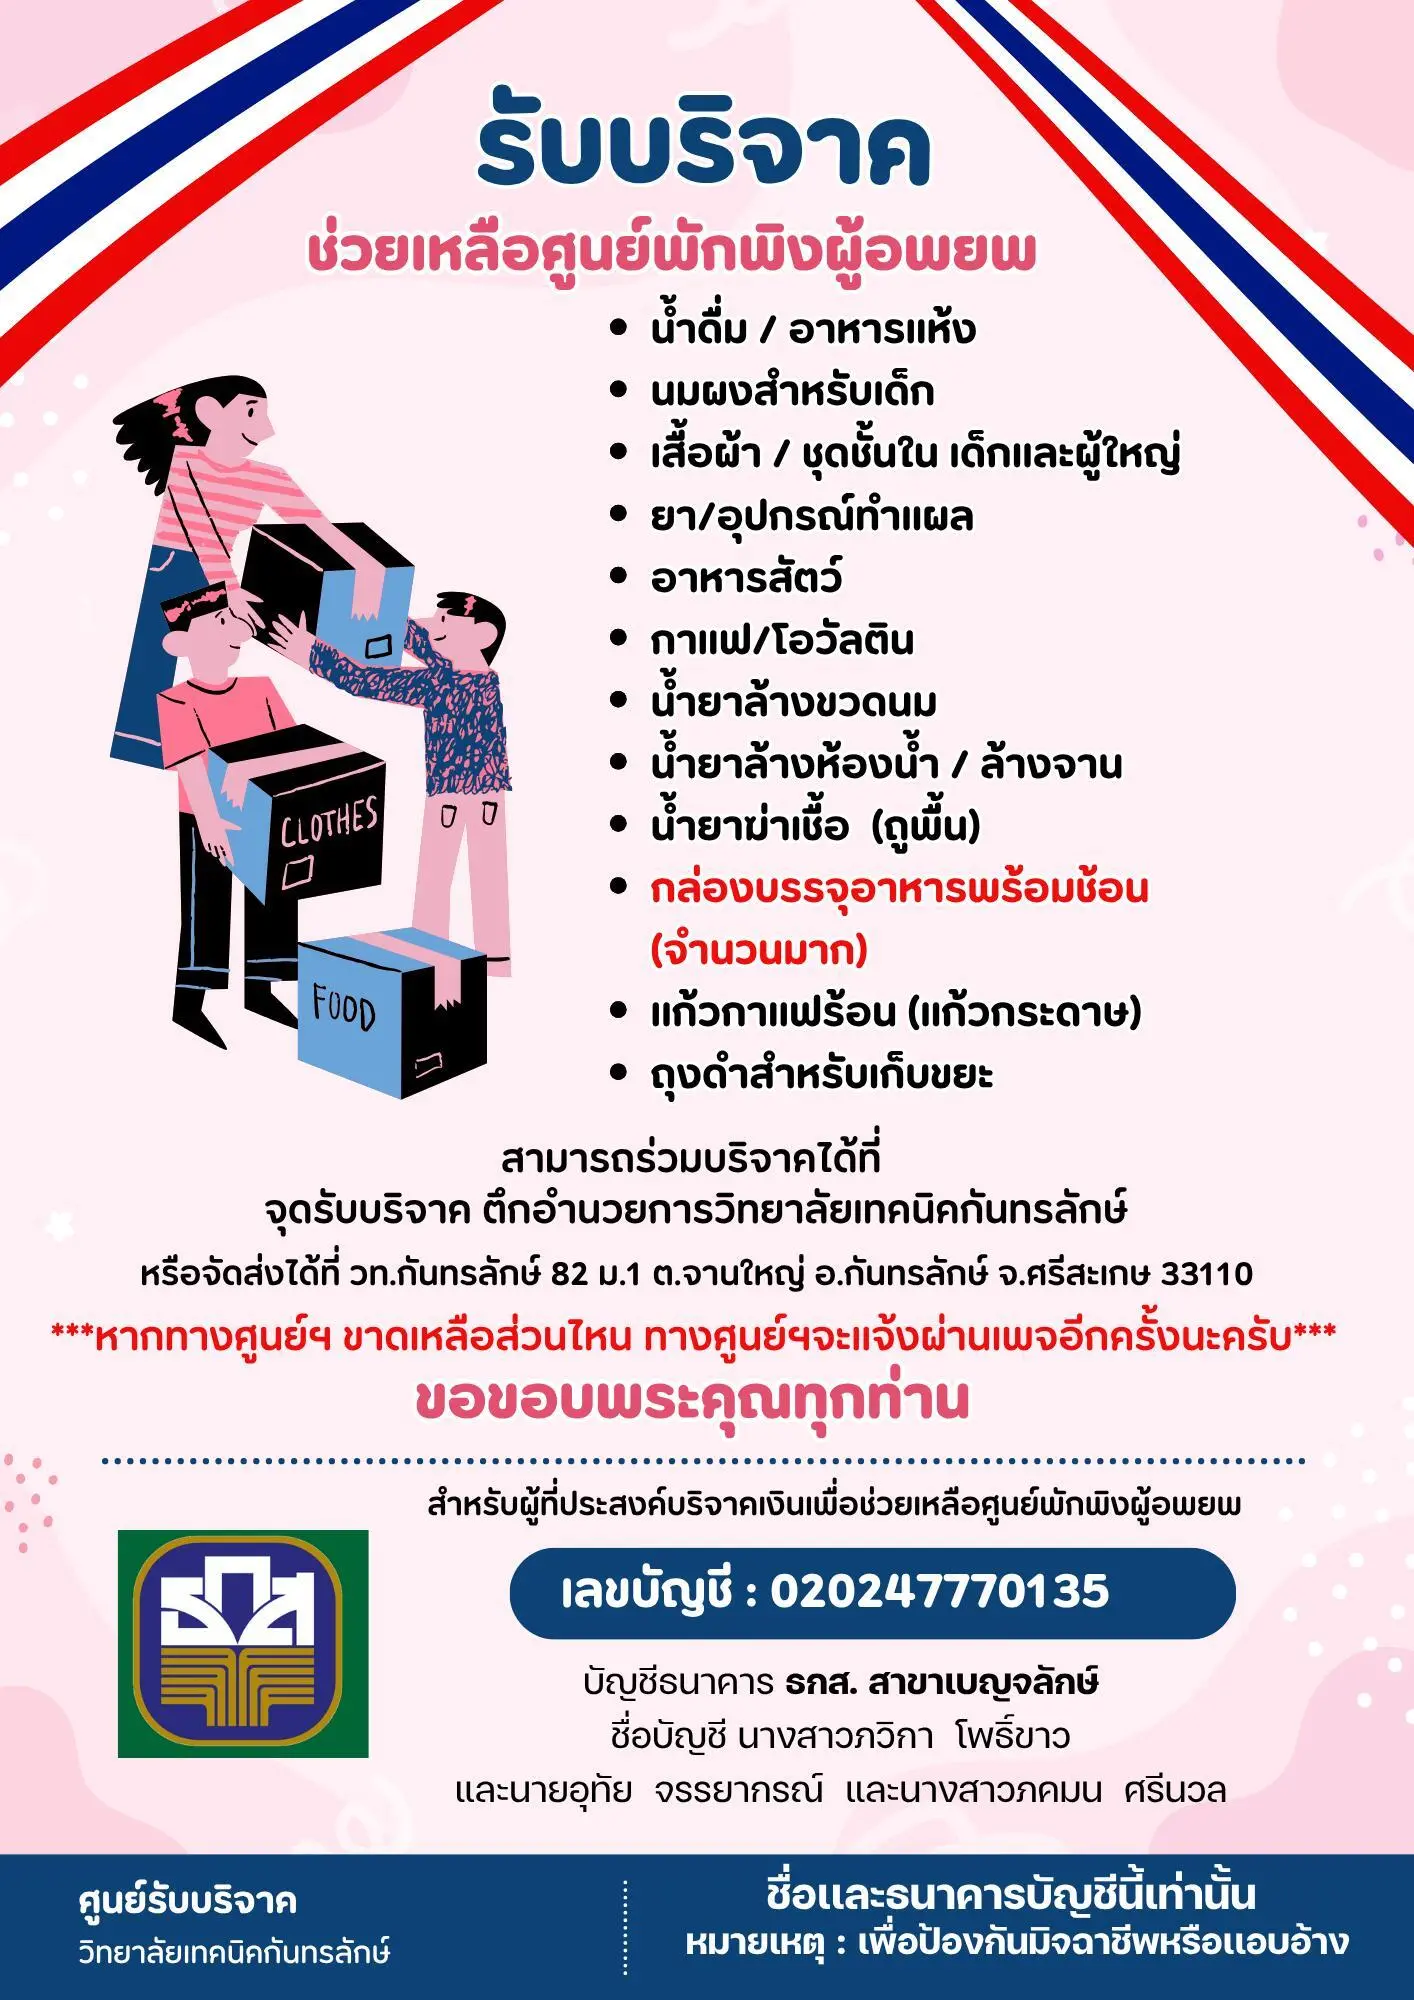 รับบริจาค
ช่วยเหลือศูนย์พักพิงผู้อพยพ
• น้ำดื่ม / อาหารแห้ง
• นมผงสำหรับเด็ก
• เสื้อผ้า / ชุดชั้นใน เด็กและผู้ใหญ่
• ยา/อุปกรณ์ทำแผล
• อาหารสัตว์
• กาแฟ/โอวัลติน
• น้ำยาล้างขวดนม
• น้ำยาล้างห้องน้ำ / ล้างจาน
• น้ำยาฆ่าเชื้อ (ถูพื้น)
• กล่องบรรจุอาหารพร้อมช้อน
(จำนวนมาก)
• แก้วกาแฟร้อน (แก้วกระดาษ)
• ถุงดำสำหรับเก็บขยะ
CLOTHES
FOOD
สามารถร่วมบริจาคได้ที่
จุดรับบริจาค ตึกอำนวยการวิทยาลัยเทคนิคกันทรลักษ์
หรือจัดส่งได้ที่ วท.กันทรลักษ์ 82 ม.1 ต.จานใหญ่ อ.กันทรลักษ์ จ.ศรีสะเกษ 33110
***หากทางศูนย์ฯ ขาดเหลือส่วนไหน ทางศูนย์ฯจะแจ้งผ่านเพจอีกครั้งนะครับ***
ขอขอบพระคุณทุกท่าน
สำหรับผู้ที่ประสงค์บริจาคเงินเพื่อช่วยเหลือศูนย์พักพิงผู้อพยพ
ธกส
เลขบัญชี : 020247770135
บัญชีธนาคาร ธกส. สาขาเบญจลักษ์
ชื่อบัญชี นางสาวภวิกา โพธิ์ขาว
และนายอุทัย จรรยากรณ์ และนางสาวภคมน ศรีนวล
ศูนย์รับบริจาค
วิทยาลัยเทคนิคกันทรลักษ์
ชื่อและธนาคารบัญชีนี้เท่านั้น
หมายเหตุ : เพื่อป้องกันมิจฉาชีพหรือแอบอ้าง